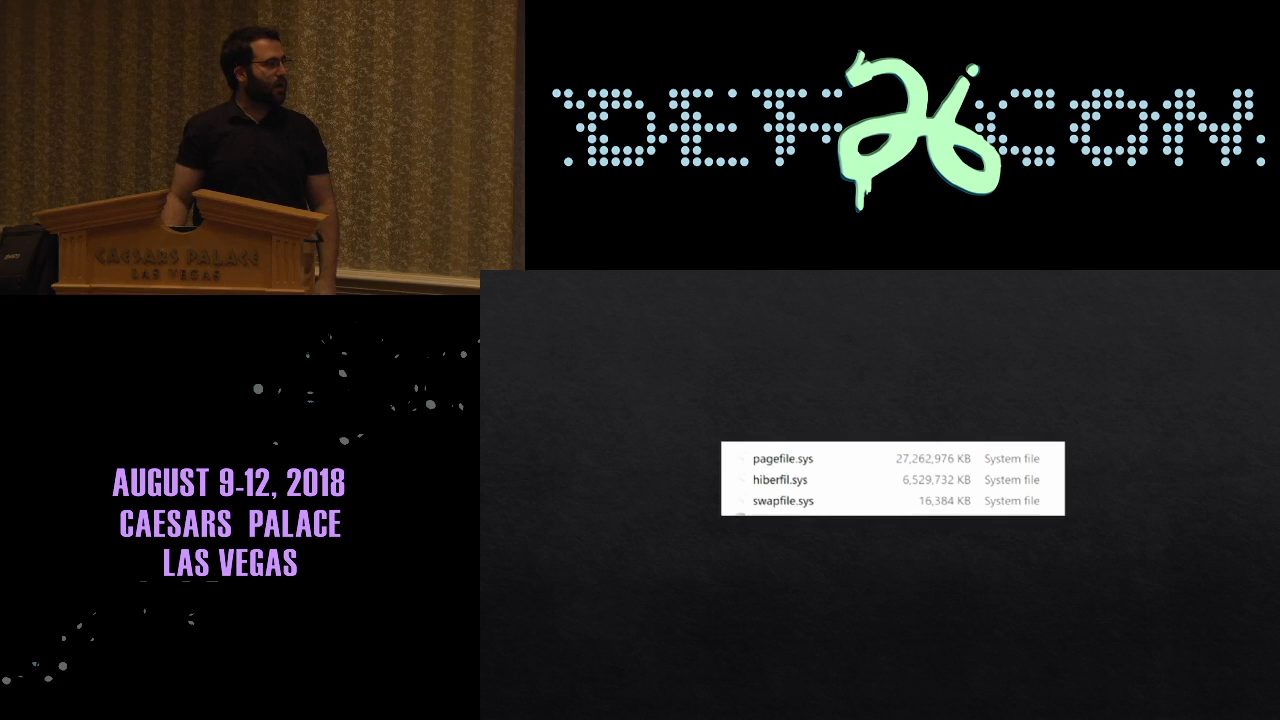 DEF CON.
26
CAESARS PALACE
LAS VEGAS
pagefile.sys 27,262,976 KB System file
hiberfil.sys 6,529,732 KB System file
swapfile.sys 16,384 KB System file
AUGUST 9-12, 2018
CAESARS PALACE
LAS VEGAS